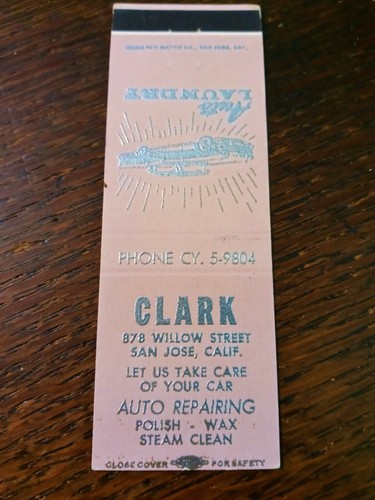 Auto
LAUNDRY
PHONE CY. 5-9804
CLARK
878 WILLOW STREET
SAN JOSE, CALIF.
LET US TAKE CARE
OF YOUR CAR
AUTO REPAIRING
POLISH - WAX
STEAM CLEAN
CLOSE COVER FOR SAFETY